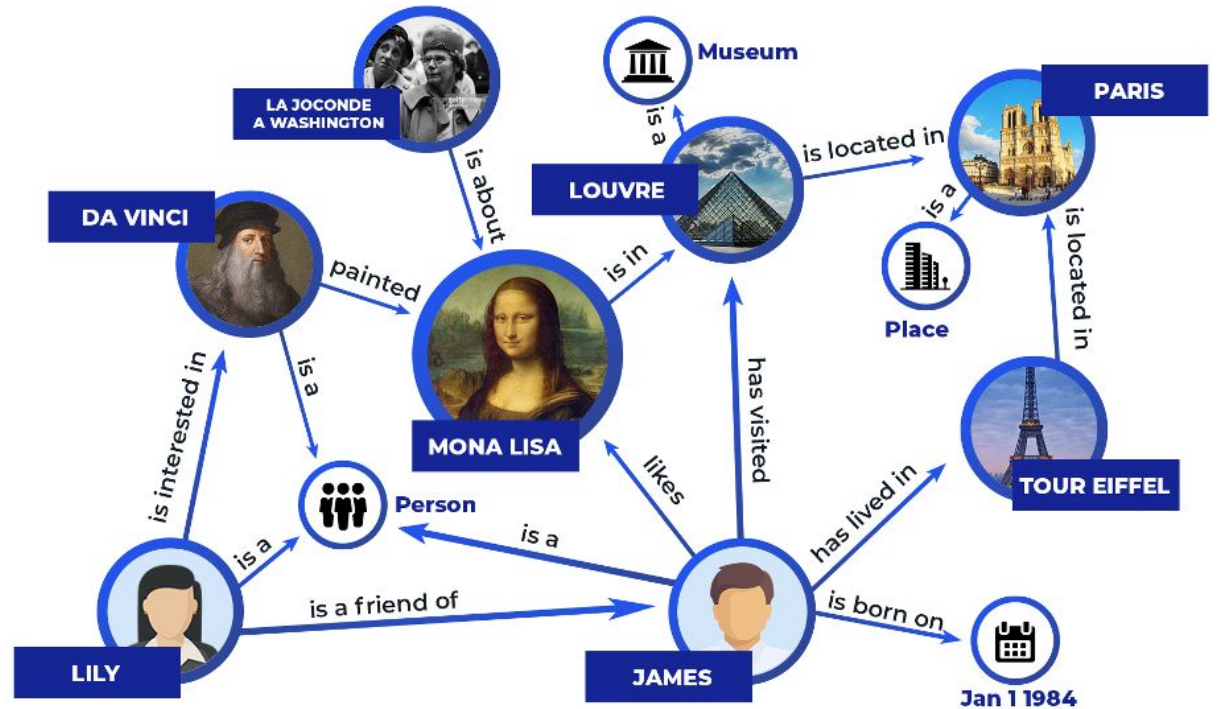 Museum
PARIS
LA JOCONDE
A WASHINGTON
is a
is located in
LOUVRE
is about
is a
DA VINCI
is located in
painted
is in
Place
is a
is interested in
has visited
MONA LISA
likes
TOUR EIFFEL
Person
has lived in
is a
is a
is a friend of
is born on
LILY
JAMES
Jan 1 1984